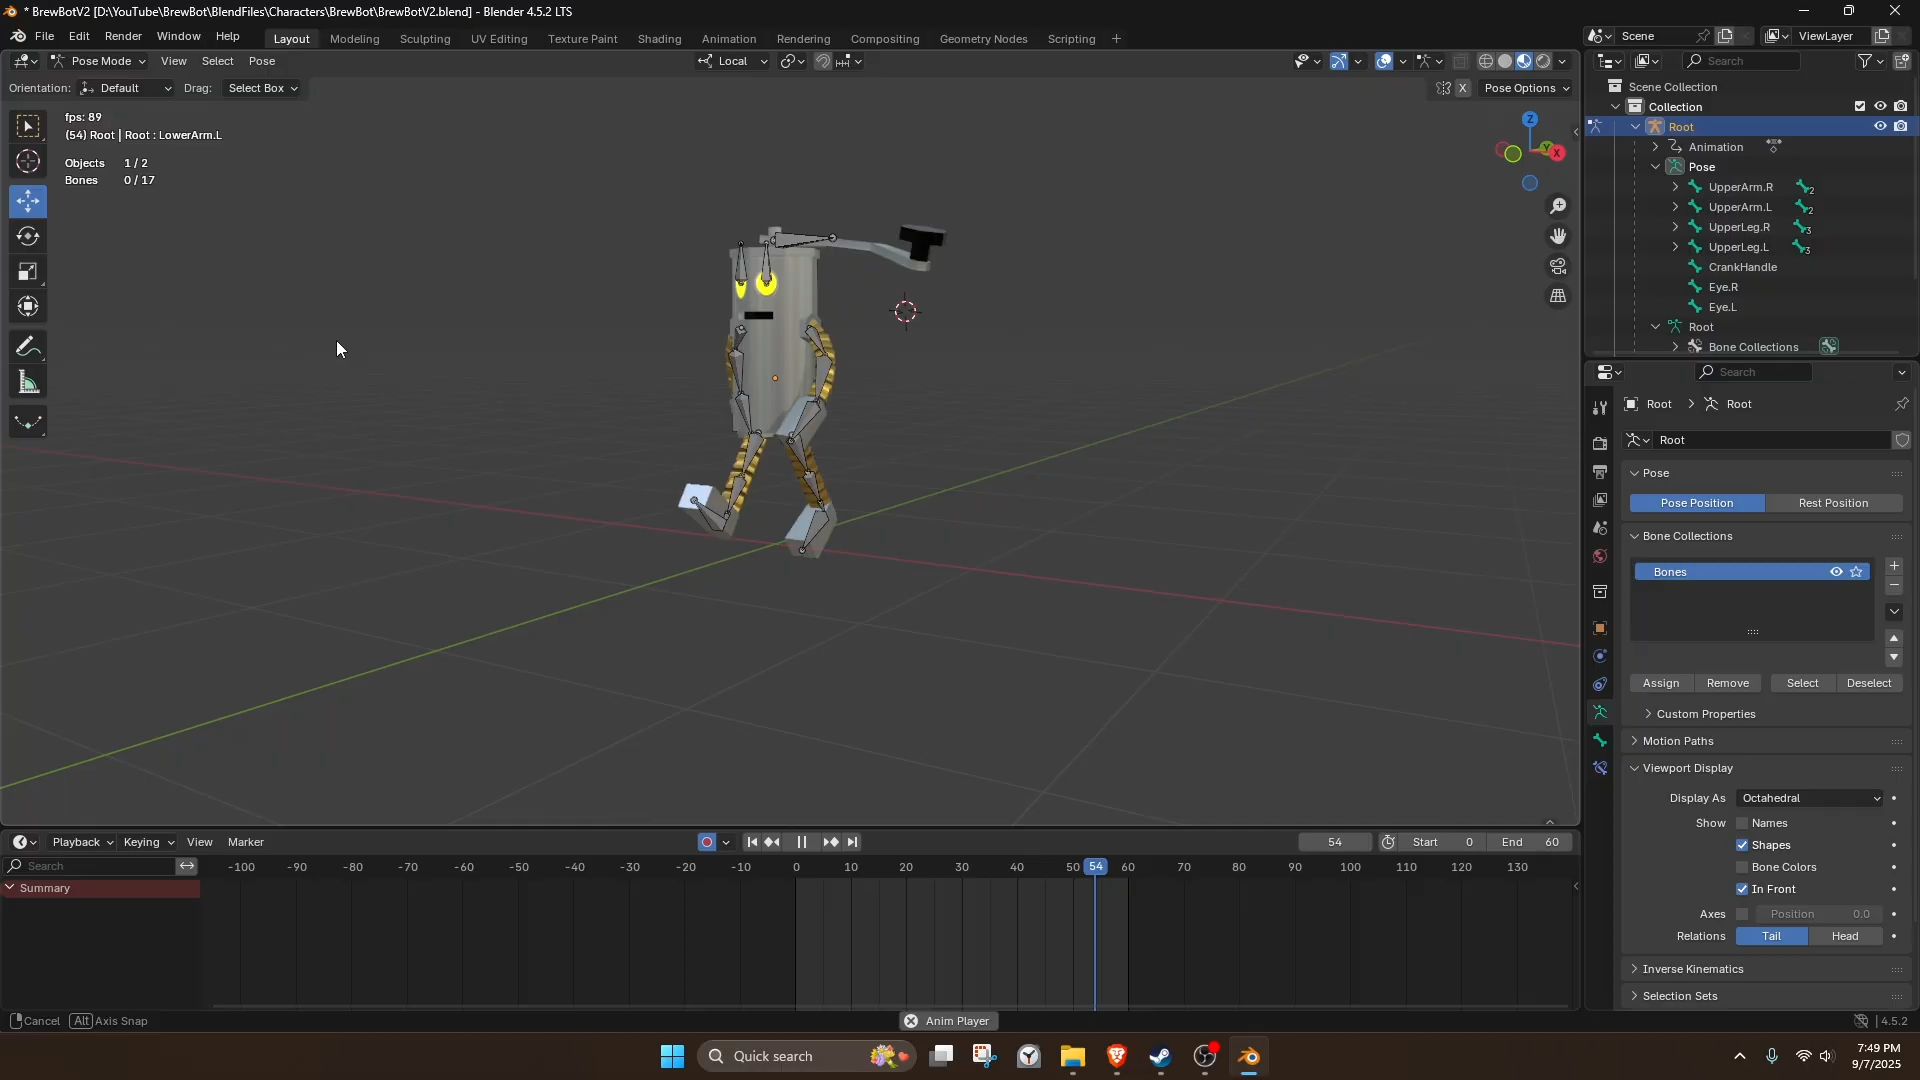 * BrewBotV2 [D:\YouTube\BrewBot\BlendFiles\Characters\BrewBot\BrewBotV2.blend] - Blender 4.5.2 LTS
File Edit Render Window Help Layout Modeling Sculpting UV Editing Texture Paint Shading Animation Rendering Compositing Geometry Nodes Scripting + Scene ViewLayer
Pose Mode View Select Pose Local Search
Orientation: Default Drag: Select Box X Pose Options
Scene Collection
Collection
Root
Animation
Pose
UpperArm.R 2
UpperArm.L 2
UpperLeg.R 3
UpperLeg.L 3
CrankHandle
Eye.R
Eye.L
Root
Bone Collections
fps: 89
(54) Root | Root : LowerArm.L
Objects 1 / 2
Bones 0 / 17
Z
Y
X
Search
Root > Root
Root
Pose
Pose Position Rest Position
Bone Collections
Bones
Assign Remove Select Deselect
Custom Properties
Motion Paths
Viewport Display
Display As Octahedral
Show Names
Shapes
Bone Colors
In Front
Axes Position 0.0
Relations Tail Head
Inverse Kinematics
Selection Sets
Playback Keying View Marker 54 Start 0 End 60
Search -100 -90 -80 -70 -60 -50 -40 -30 -20 -10 0 10 20 30 40 50 54 60 70 80 90 100 110 120 130
Summary
Cancel Alt Axis Snap Anim Player 4.5.2
Quick search
7:49 PM
9/7/2025